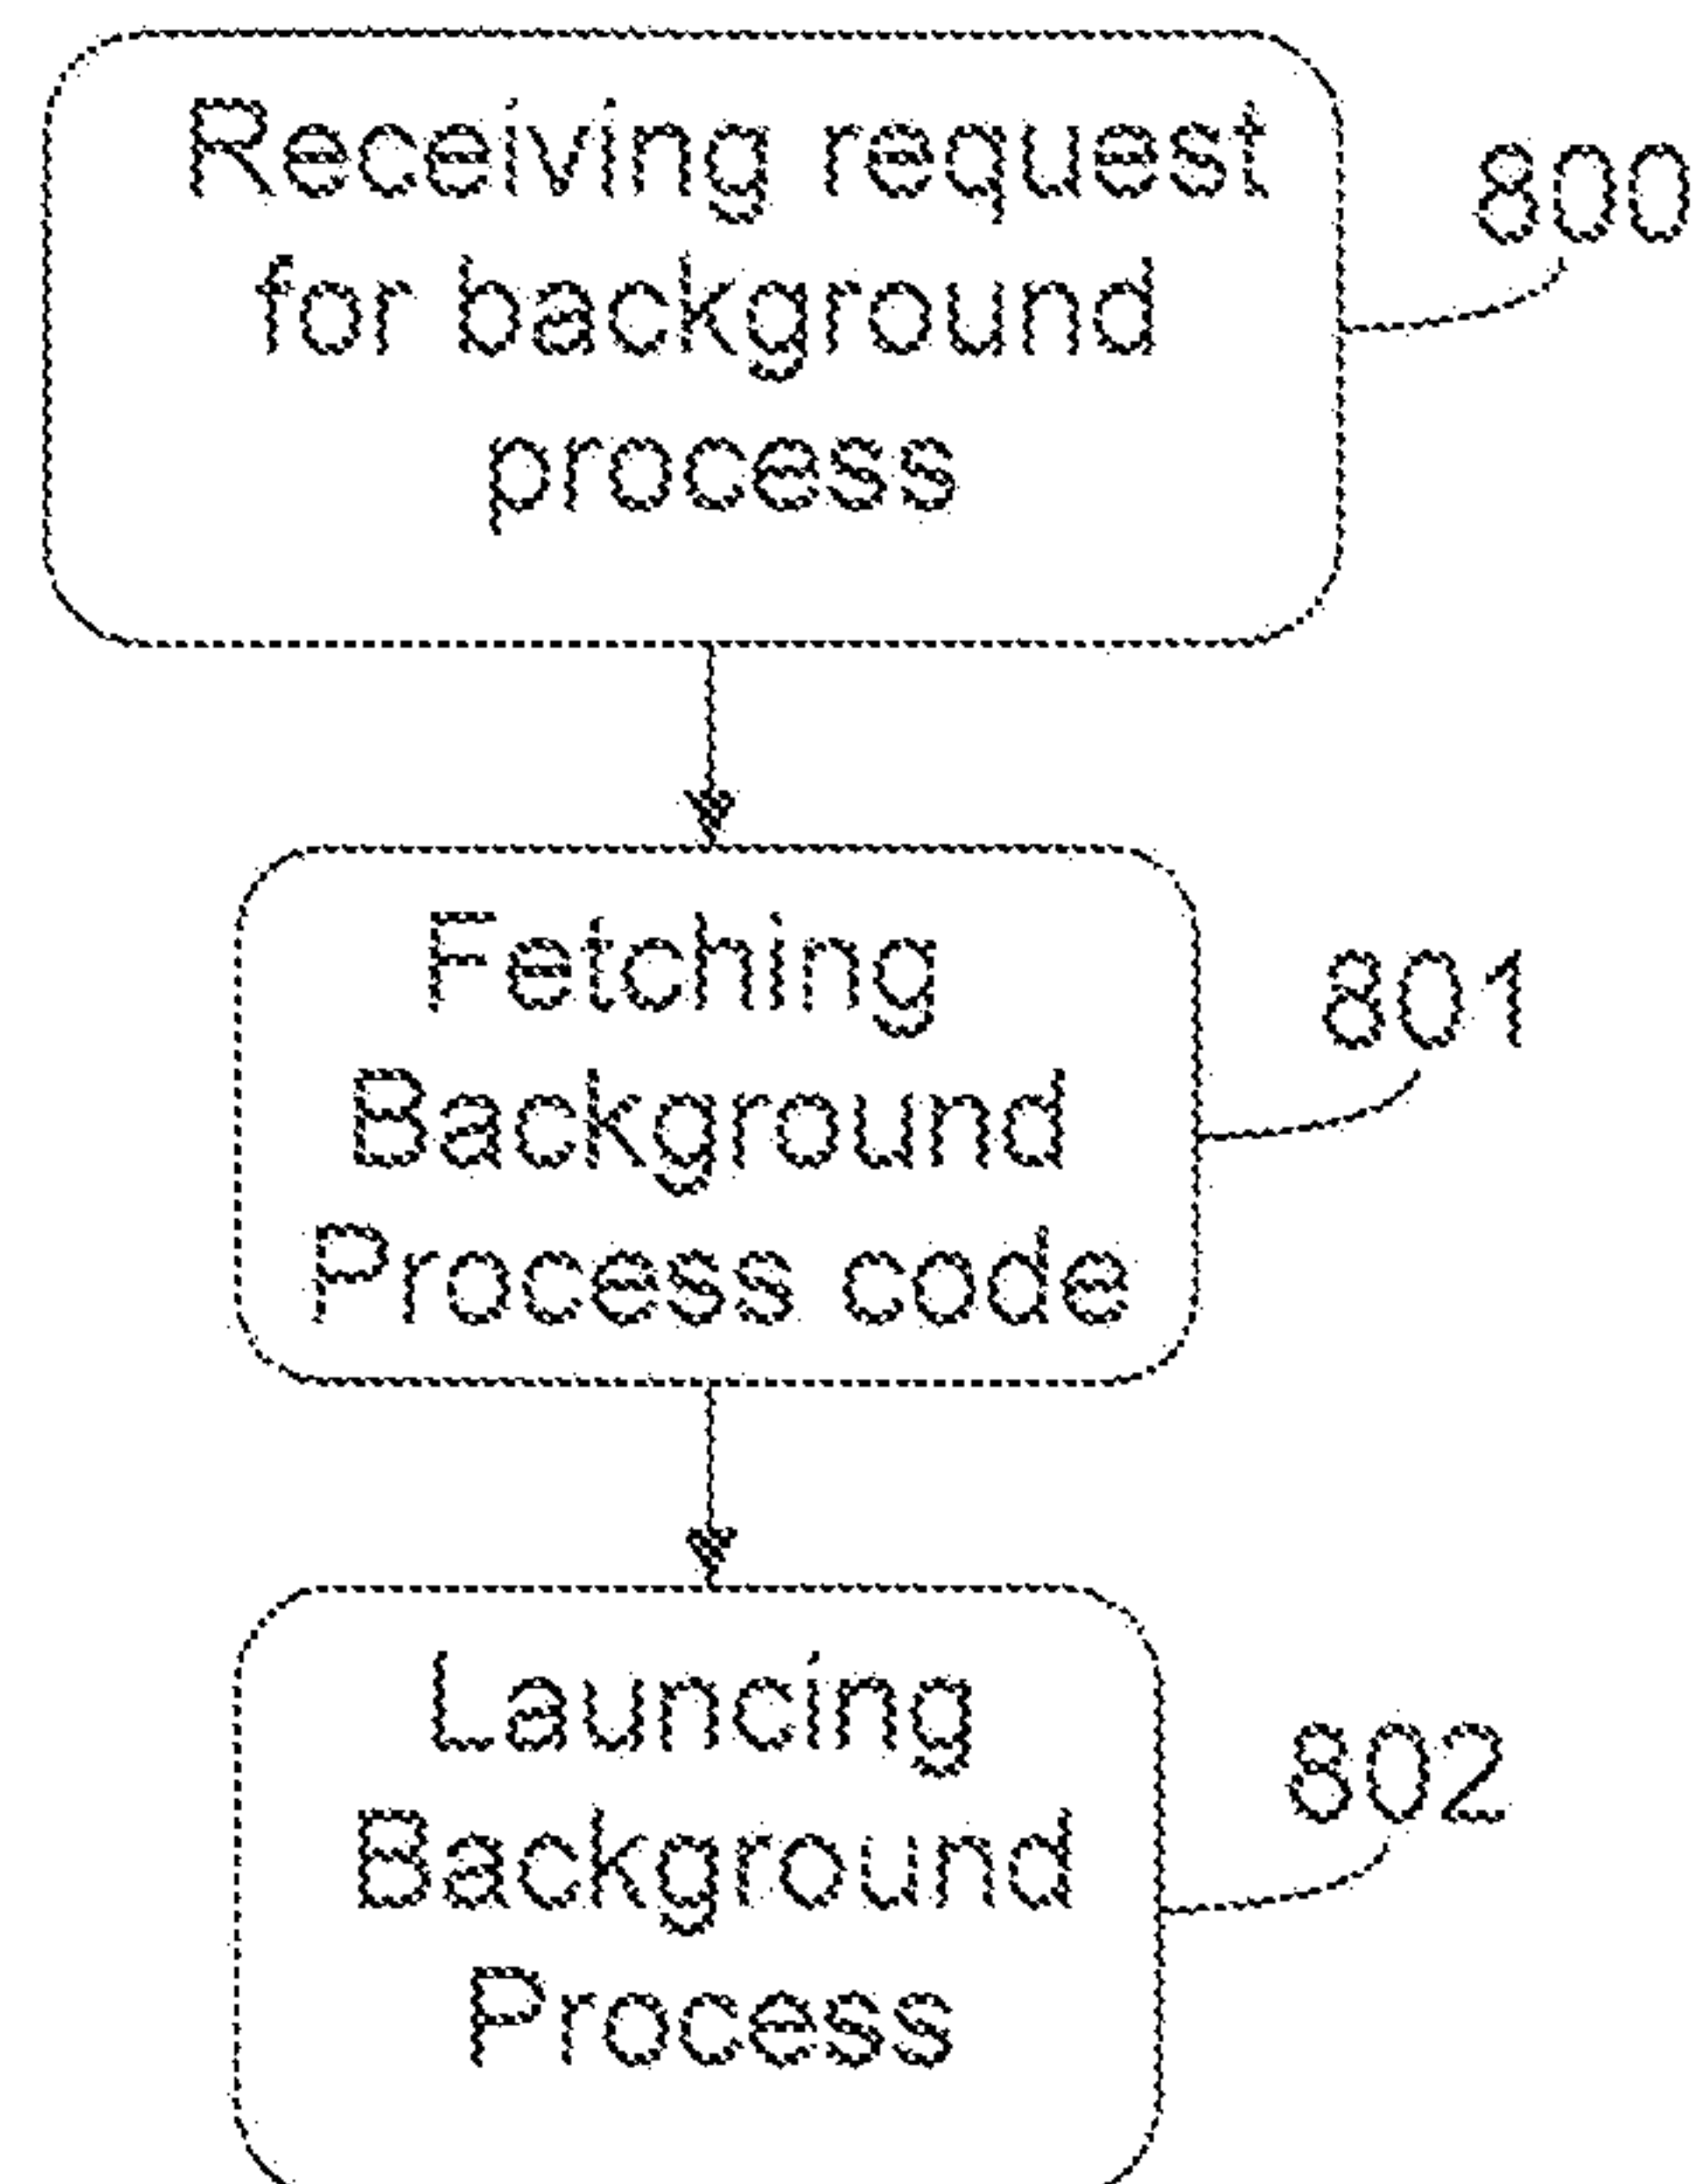 Receiving request
for background
process
800
Fetching
Background
Process code
801
Launcing
Background
Process
802